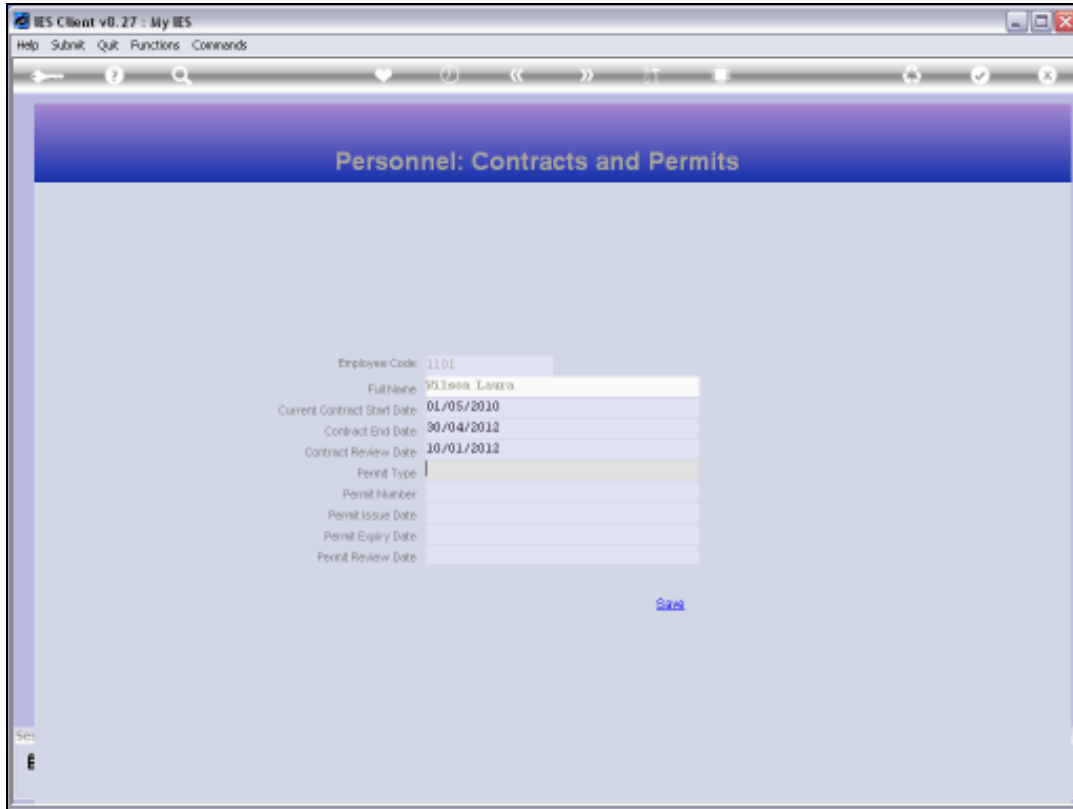 IES Client v8.27 : My IES
Help Submit Quit Functions Commands
Personnel: Contracts and Permits
Employee Code 1101
Full Name Wilson Laura
Current Contract Start Date 01/05/2010
Contract End Date 30/04/2012
Contract Review Date 10/01/2012
Permit Type
Permit Number
Permit Issue Date
Permit Expiry Date
Permit Review Date
Save